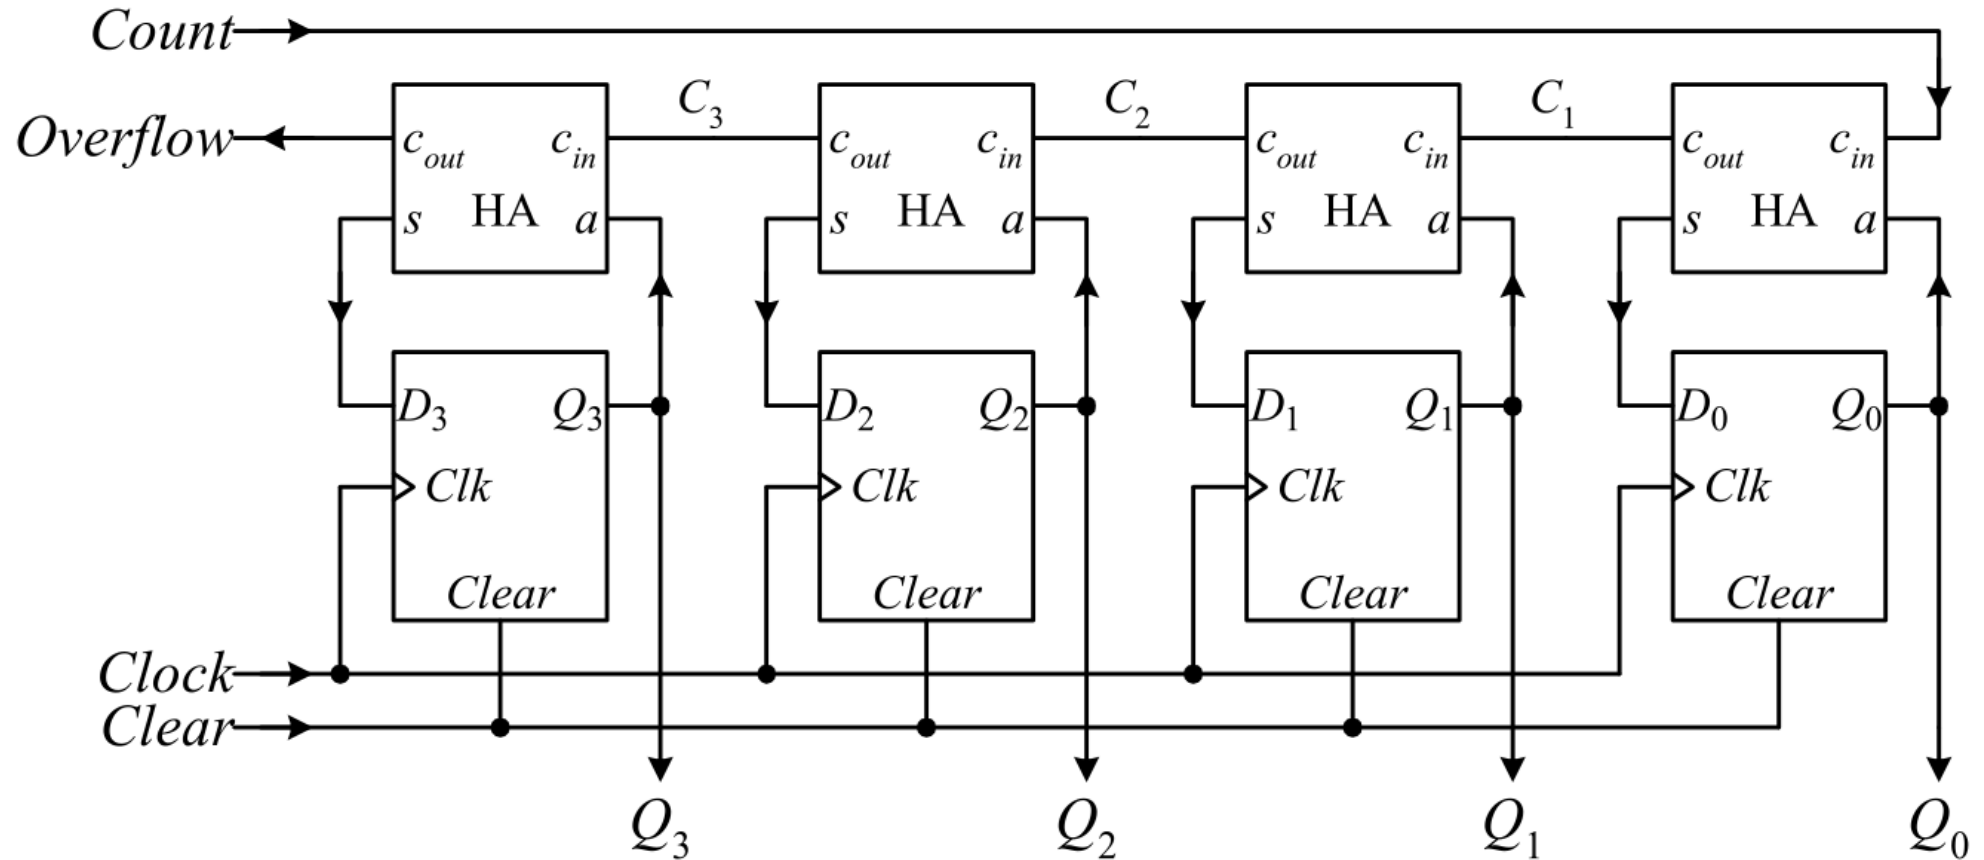 Count
C3 C2 C1
Overflow cout cin cout cin cout cin cout cin
s HA a s HA a s HA a s HA a
D3 Q3 D2 Q2 D1 Q1 D0 Q0
Clk Clk Clk Clk
Clear Clear Clear Clear
Clock
Clear
Q3 Q2 Q1 Q0